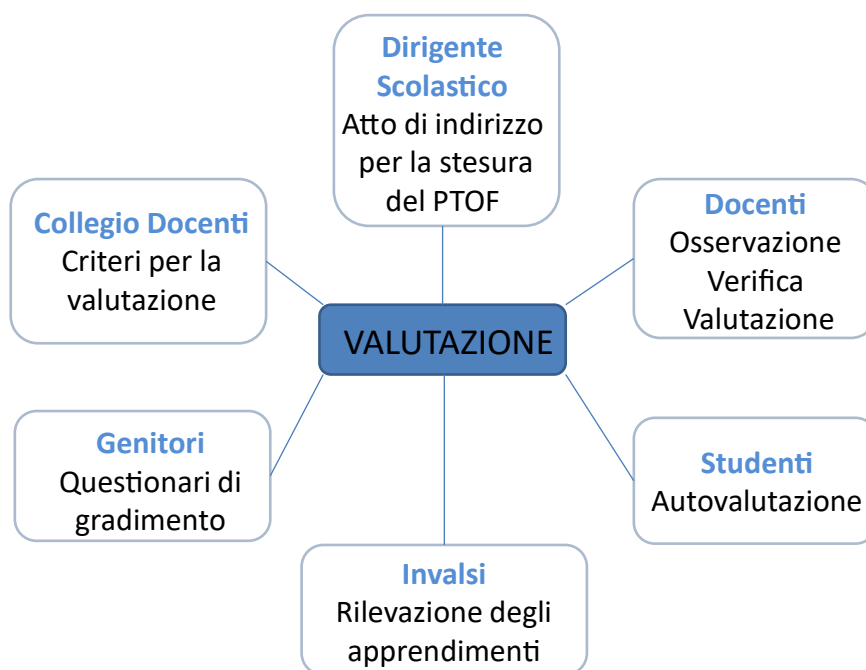 Dirigente
Scolastico
Atto di indirizzo
per la stesura
del PTOF
Collegio Docenti
Criteri per la
valutazione
Docenti
Osservazione
Verifica
Valutazione
VALUTAZIONE
Genitori
Questionari di
gradimento
Studenti
Autovalutazione
Invalsi
Rilevazione degli
apprendimenti